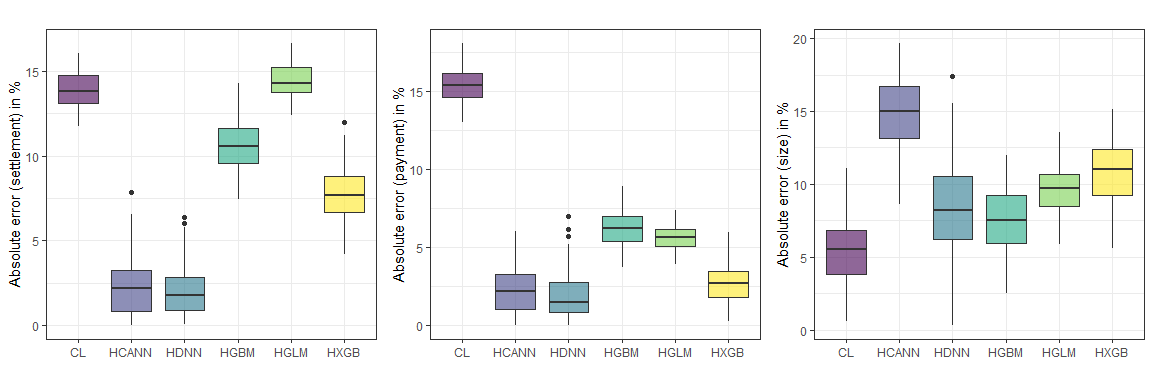 Absolute error (settlement) in %
15
10
5
0
CL HCANN HDNN HGBM HGLM HXGB
Absolute error (payment) in %
15
10
5
0
CL HCANN HDNN HGBM HGLM HXGB
Absolute error (size) in %
20
15
10
5
0
CL HCANN HDNN HGBM HGLM HXGB